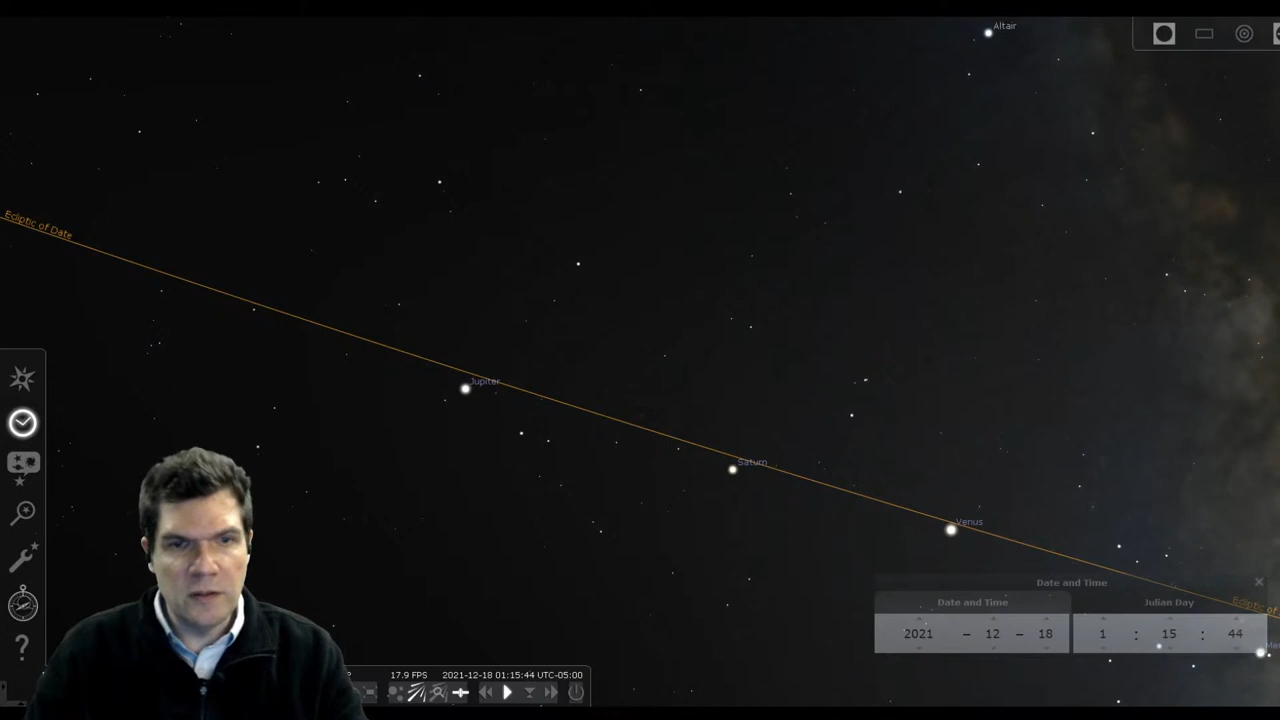 Altair
Ecliptic of Date
Jupiter
Saturn
Venus
Date and Time
Date and Time
Julian Day
2021 - 12 - 18
1 : 15 : 44
Ecliptic of
17.9 FPS
2021-12-18 01:15:44 UTC-05:00
?